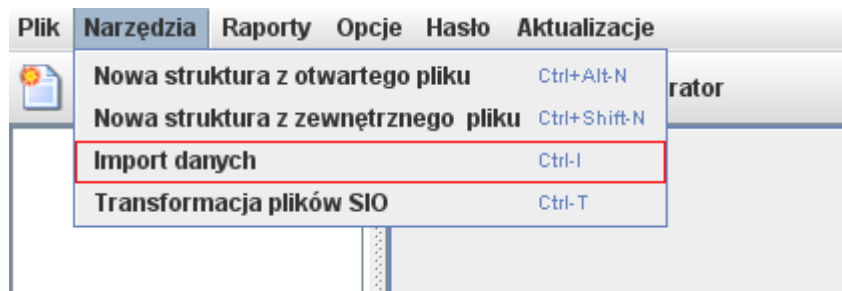 Plik Narzędzia Raporty Opcje Hasło Aktualizacje
Nowa struktura z otwartego pliku Ctrl+Alt-N
rator
Nowa struktura z zewnętrznego pliku Ctrl+Shift-N
Import danych Ctrl-I
Transformacja plików SIO Ctrl-T